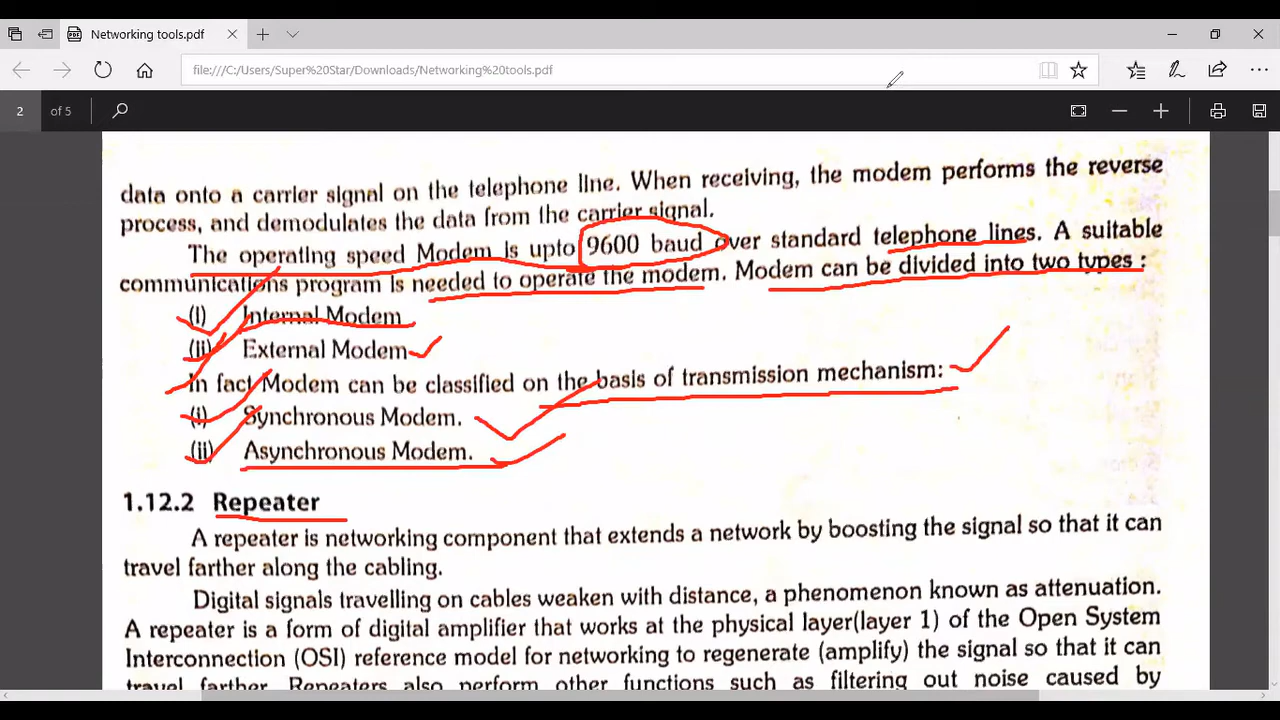 Networking tools.pdf
file:///C:/Users/Super%20Star/Downloads/Networking%20tools.pdf
2 of 5
data onto a carrier signal on the telephone line. When receiving, the modem performs the reverse
process, and demodulates the data from the carrier signal.
The operating speed Modem is upto 9600 baud over standard telephone lines. A suitable
communications program is needed to operate the modem. Modem can be divided into two types :
(i) Internal Modem
(ii) External Modem
In fact Modem can be classified on the basis of transmission mechanism:
(i) Synchronous Modem.
(ii) Asynchronous Modem.
1.12.2 Repeater
A repeater is networking component that extends a network by boosting the signal so that it can
travel farther along the cabling.
Digital signals travelling on cables weaken with distance, a phenomenon known as attenuation.
A repeater is a form of digital amplifier that works at the physical layer(layer 1) of the Open System
Interconnection (OSI) reference model for networking to regenerate (amplify) the signal so that it can
travel farther. Repeaters also perform other functions such as filtering out noise caused by